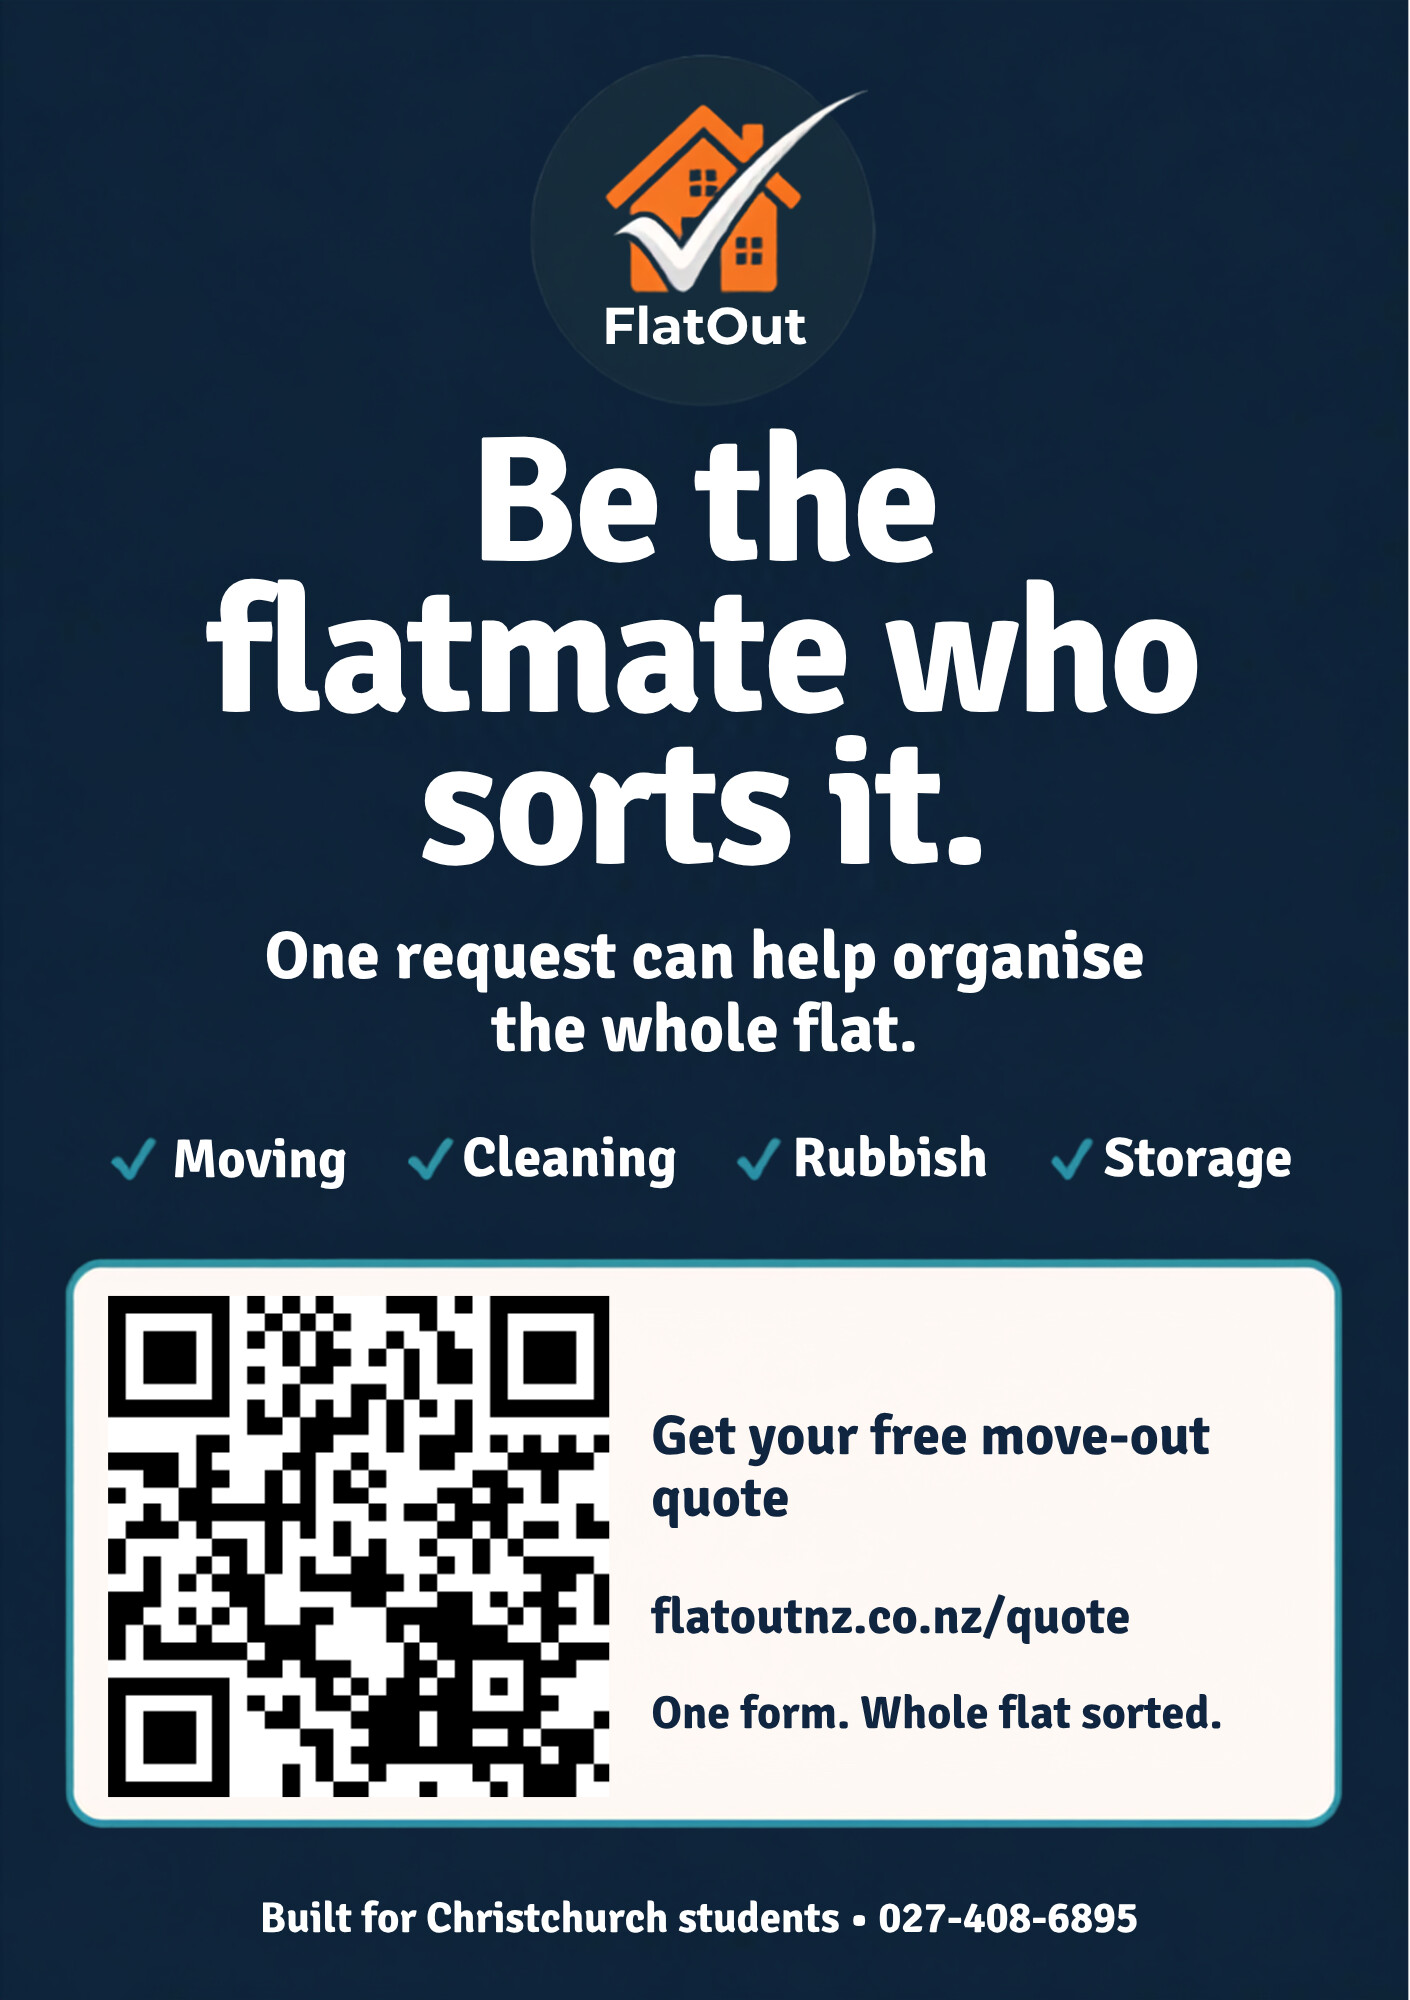 FlatOut
Be the
flatmate who
sorts it.
One request can help organise
the whole flat.
Moving
Cleaning
Rubbish
Storage
Get your free move-out
quote
flatoutnz.co.nz/quote
One form. Whole flat sorted.
Built for Christchurch students • 027-408-6895